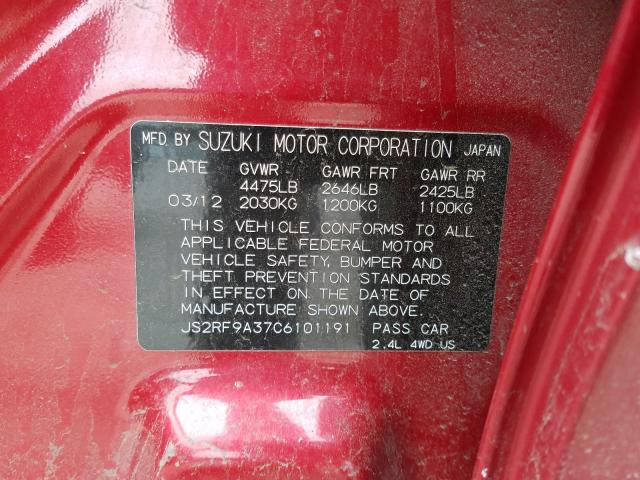 MFD. BY SUZUKI MOTOR CORPORATION JAPAN
DATE GVWR GAWR FRT GAWR RR
4475LB 2646LB 2425LB
03/12 2030KG 1200KG 1100KG
THIS VEHICLE CONFORMS TO ALL
APPLICABLE FEDERAL MOTOR
VEHICLE SAFETY, BUMPER AND
THEFT PREVENTION STANDARDS
IN EFFECT ON THE DATE OF
MANUFACTURE SHOWN ABOVE.
JS2RF9A37C6101191 PASS CAR
2.4L 4WD US